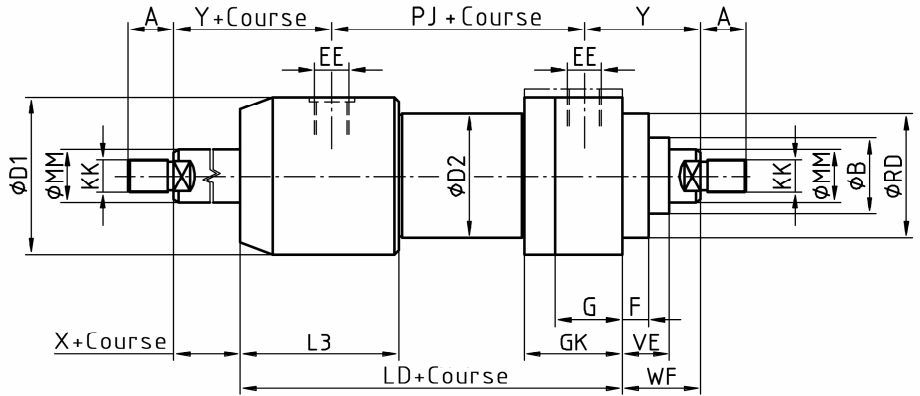 A Y+Course PJ+Course Y A
EE EE
øD1 øMM KK øD2 KK øMM øB øRD
G F
X+Course L3 GK VE
LD+Course WF